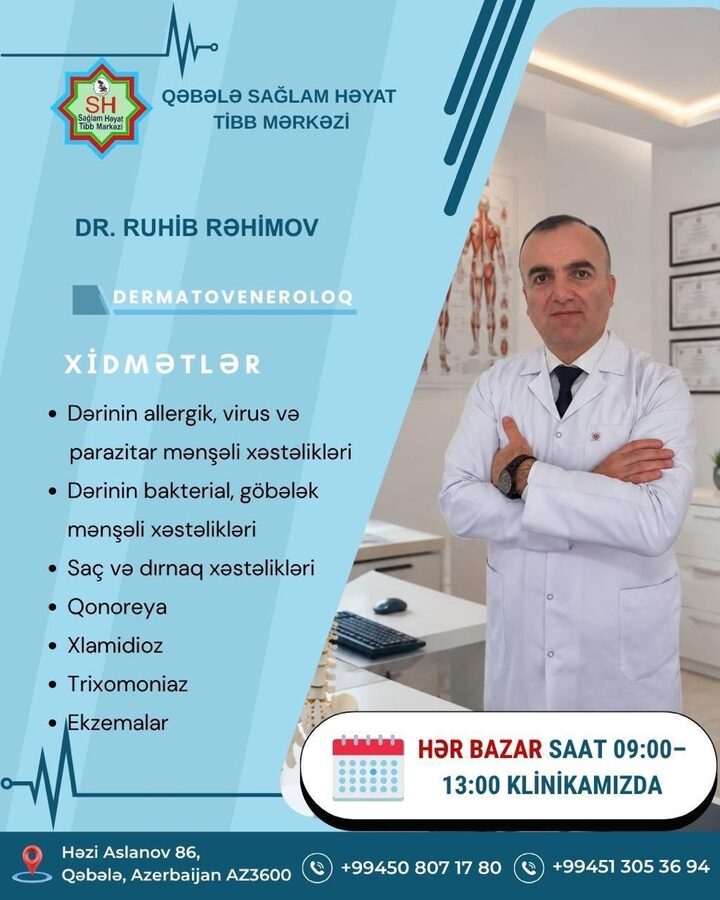 SH
Sağlam Həyat
Tibb Mərkəzi
QƏBƏLƏ SAĞLAM HƏYAT
TİBB MƏRKƏZİ
DR. RUHİB RƏHİMOV
DERMATOVENEROLOQ
XİDMƏTLƏR
• Dərinin allergik, virus və
parazitar mənşəli xəstəlikləri
• Dərinin bakterial, göbələk
mənşəli xəstəlikləri
• Saç və dırnaq xəstəlikləri
• Qonoreya
• Xlamidioz
• Trixomoniaz
• Ekzemalar
HƏR BAZAR SAAT 09:00–
13:00 KLİNİKAMIZDA
Həzi Aslanov 86,
Qəbələ, Azerbaijan AZ3600
+99450 807 17 80
+99451 305 36 94